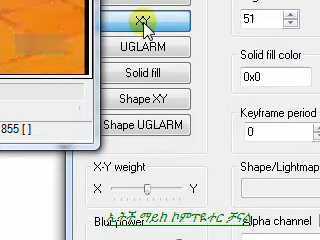 XY
51
UGLARM
Solid fill
Solid fill color
0x0
Shape XY
Keyframe period
Shape UGLARM
0
855 [ ]
X-Y weight
Shape/Lightmap
X
Y
Blur power
Alpha channel